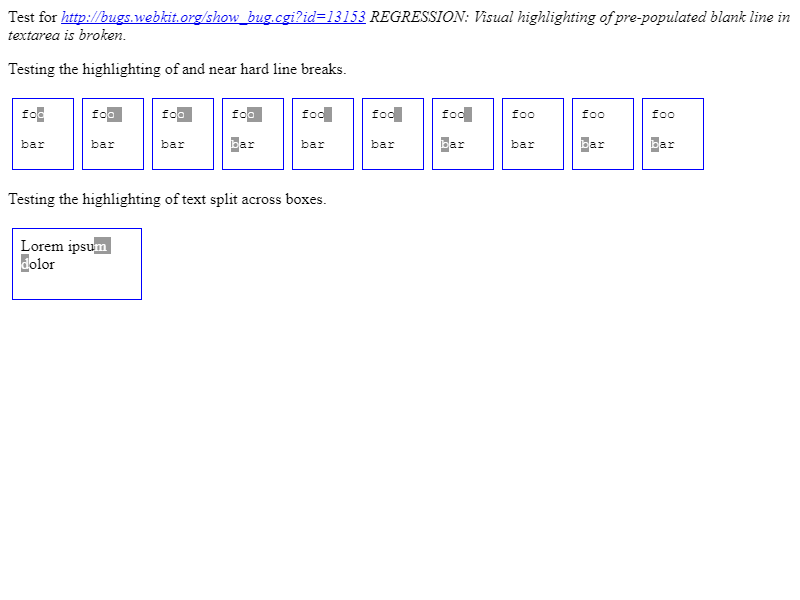 Test for http://bugs.webkit.org/show_bug.cgi?id=13153 REGRESSION: Visual highlighting of pre-populated blank line in
textarea is broken.
Testing the highlighting of and near hard line breaks.
foo foo foo foo foo foo foo foo foo foo
bar bar bar bar bar bar bar bar bar bar
Testing the highlighting of text split across boxes.
Lorem ipsum
dolor